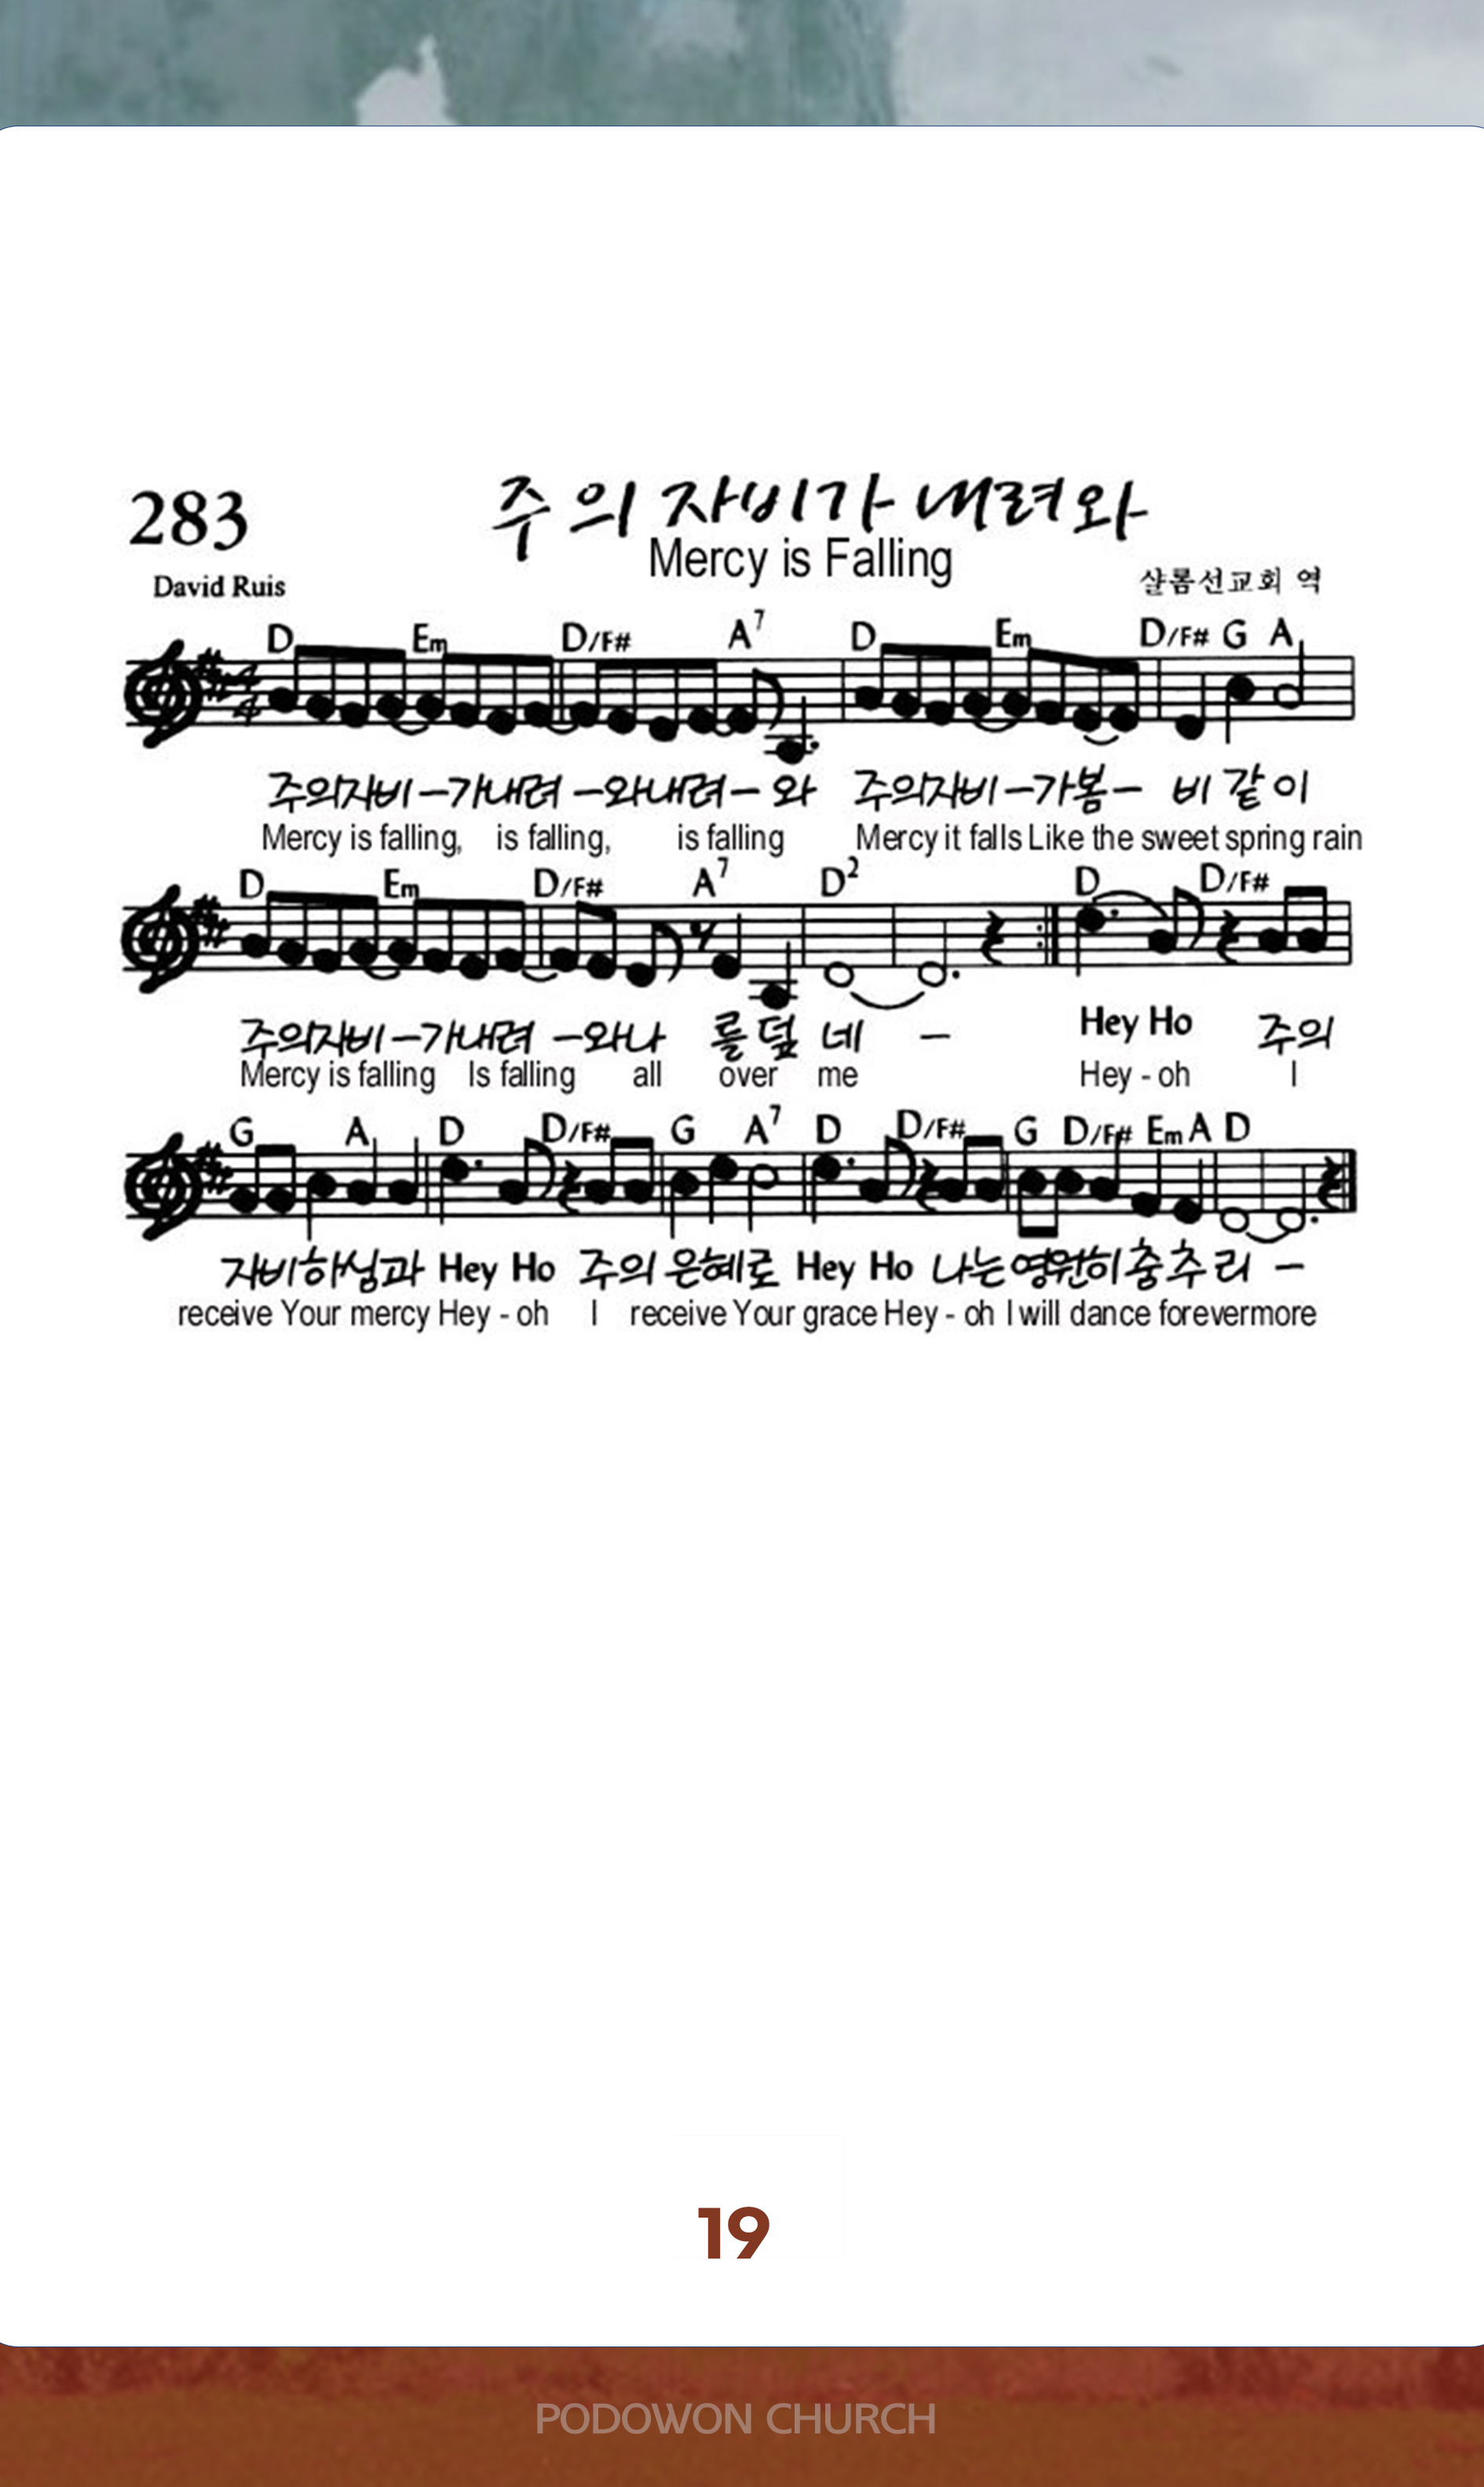 283
주의 자비가 내려와
Mercy is Falling
David Ruis
샬롬선교회 역
D Em D/F# A7 D Em D/F# G A
주의자비-가내려-와내려-와 주의자비-가봄- 비 같 이
Mercy is falling, is falling, is falling Mercy it falls Like the sweet spring rain
D Em D/F# A7 D2 D D/F#
주의자비-가내려-와나 를 덮 네 - Hey Ho 주의
Mercy is falling Is falling all over me Hey - oh I
G A D D/F# G A7 D D/F# G D/F# Em A D
자비하심과 Hey Ho 주의 은혜로 Hey Ho 나는영원히춤추리 -
receive Your mercy Hey - oh I receive Your grace Hey - oh I will dance forevermore
19
PODOWON CHURCH